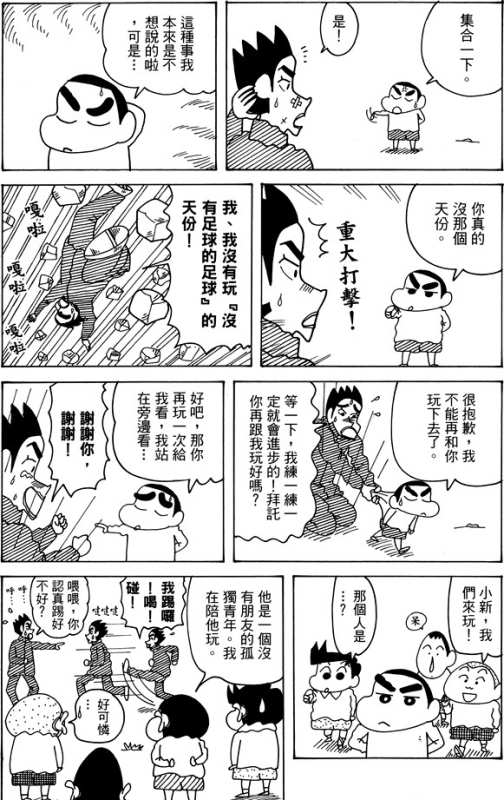 集合一下。
是！
這種事我
本來是不
想說的啦
，可是…
你真的
沒那個
天份。
重大打擊！
我、我沒有玩『沒
有足球的足球』的
天份！
嘎啦
嘎啦
嘎啦
很抱歉，我
不能再和你
玩下去了。
等一下，我練一練一
定就會進步的！拜託
你再跟我玩好嗎？
好吧，那你
再玩一次給
我看，我站
在旁邊看…
謝謝你，
謝謝！
小新，我
們來玩！
呆
那個人是
…？
他是一個沒
有朋友的孤
獨青年。我
在陪他玩。
我踢囉
！喝！
碰！
哎哎哎
喂喂，你
認真踢好
不好？
呼…
呼…
好可憐
…